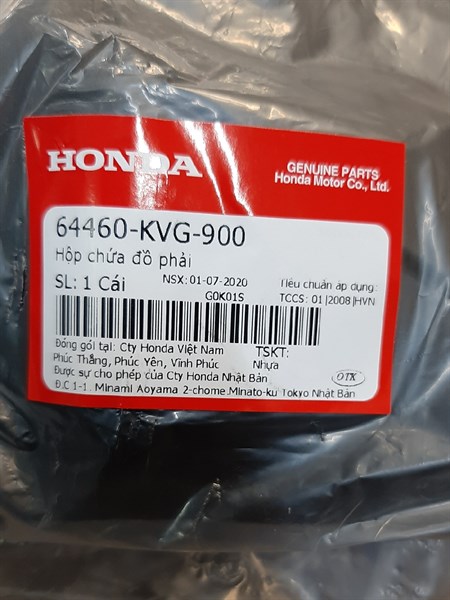 HONDA
GENUINE PARTS
Honda Motor Co., Ltd.
64460-KVG-900
Hộp chứa đồ phải
SL: 1 Cái
NSX: 01-07-2020
Tiêu chuẩn áp dụng:
G0K01S
TCCS: 01|2008|HVN
Đóng gói tại: Cty Honda Việt Nam
TSKT:
Phúc Thắng, Phúc Yên, Vĩnh Phúc
Nhựa
Được sự cho phép của Cty Honda Nhật Bản
OTK
Đ.C 1-1. Minami Aoyama 2-chome.Minato-ku Tokyo Nhật Bản